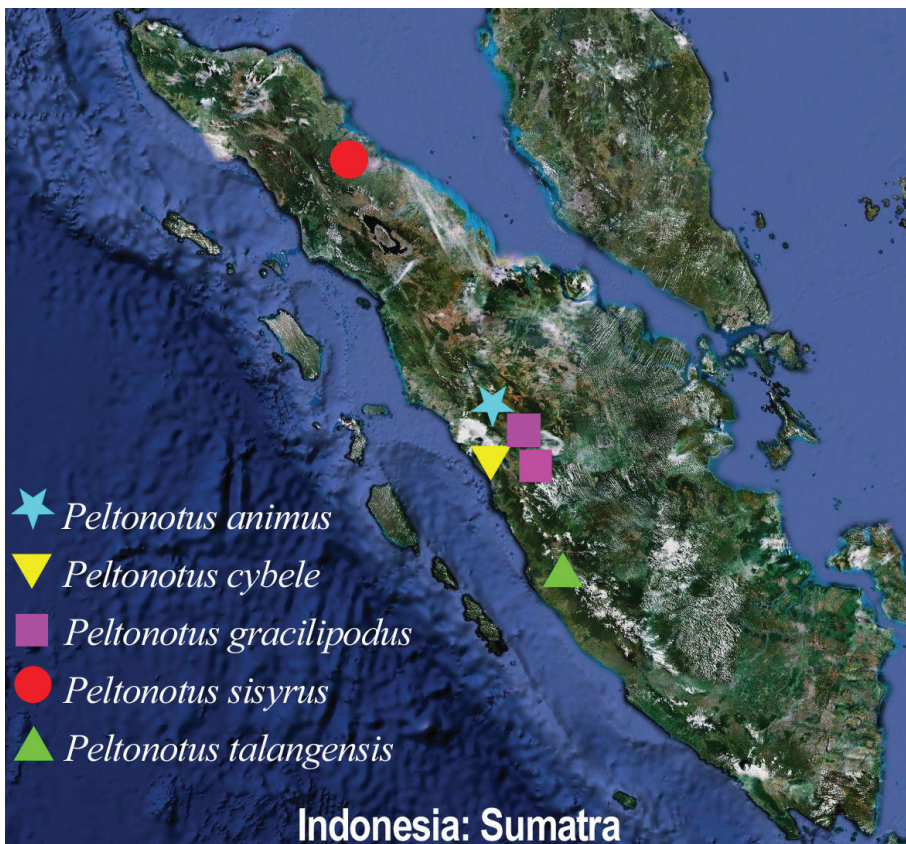 Peltonotus animus
Peltonotus cybele
Peltonotus gracilipodus
Peltonotus sisyrus
Peltonotus talangensis
Indonesia: Sumatra